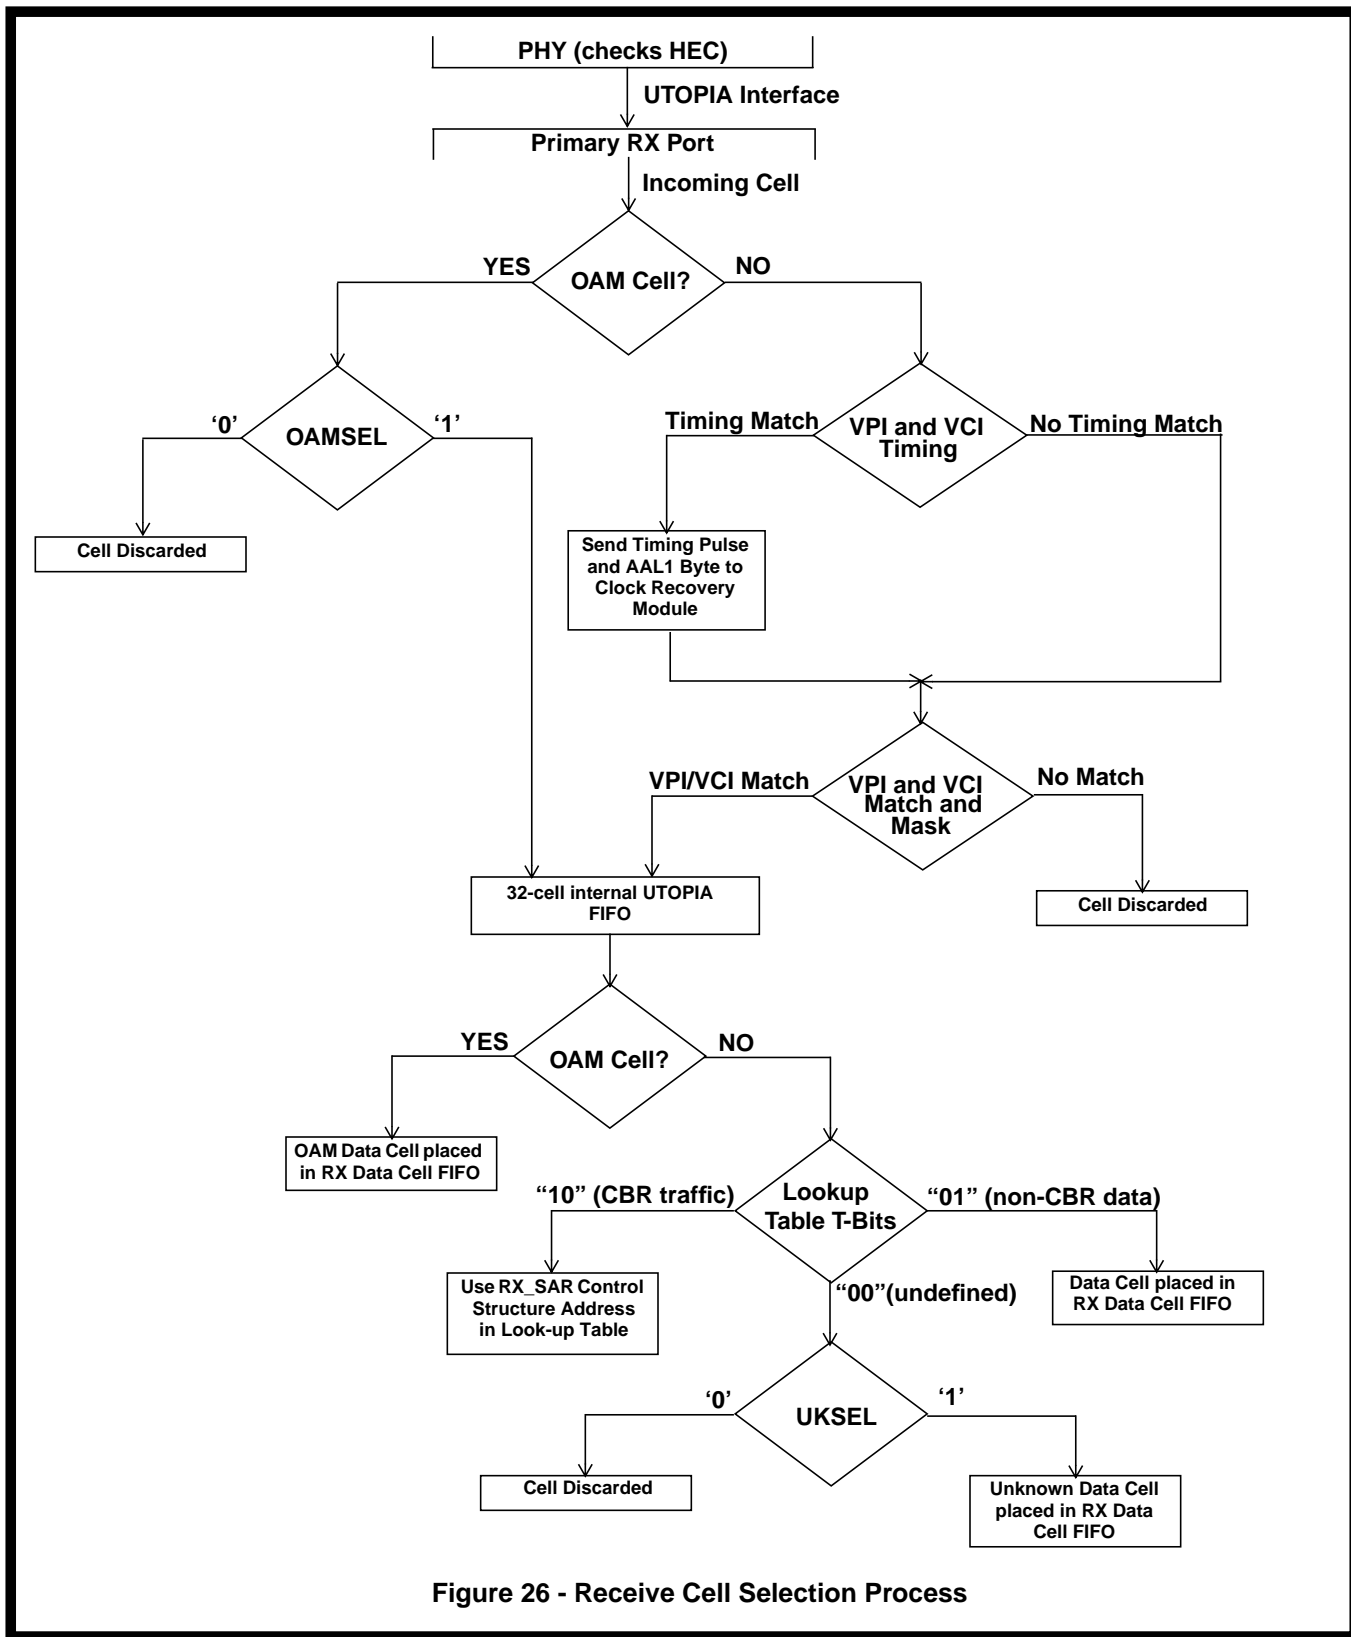 PHY (checks HEC)
UTOPIA Interface
Primary RX Port
Incoming Cell
YES
OAM Cell?
NO
‘0’
OAMSEL
‘1’
Timing Match
VPI and VCI
Timing
No Timing Match
Cell Discarded
Send Timing Pulse
and AAL1 Byte to
Clock Recovery
Module
VPI/VCI Match
VPI and VCI
Match and
Mask
No Match
32-cell internal UTOPIA
FIFO
Cell Discarded
YES
OAM Cell?
NO
OAM Data Cell placed
in RX Data Cell FIFO
“10” (CBR traffic)
Lookup
Table T-Bits
“01” (non-CBR data)
Use RX_SAR Control
Structure Address
in Look-up Table
“00”(undefined)
Data Cell placed in
RX Data Cell FIFO
‘0’
UKSEL
‘1’
Cell Discarded
Unknown Data Cell
placed in RX Data
Cell FIFO
Figure 26 - Receive Cell Selection Process